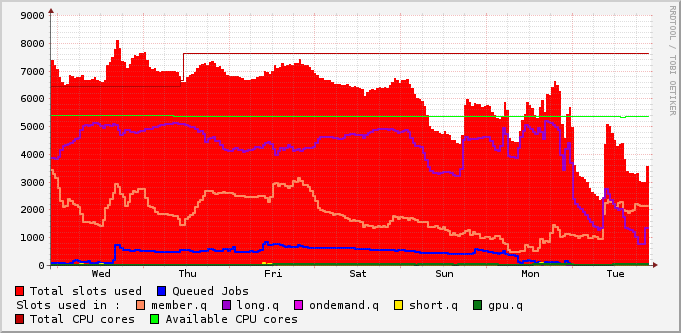 9000
8000
7000
6000
5000
4000
3000
2000
1000
0
Wed Thu Fri Sat Sun Mon Tue
RRDTOOL / TOBI OETIKER
Total slots used Queued Jobs
Slots used in : member.q long.q ondemand.q short.q gpu.q
Total CPU cores Available CPU cores